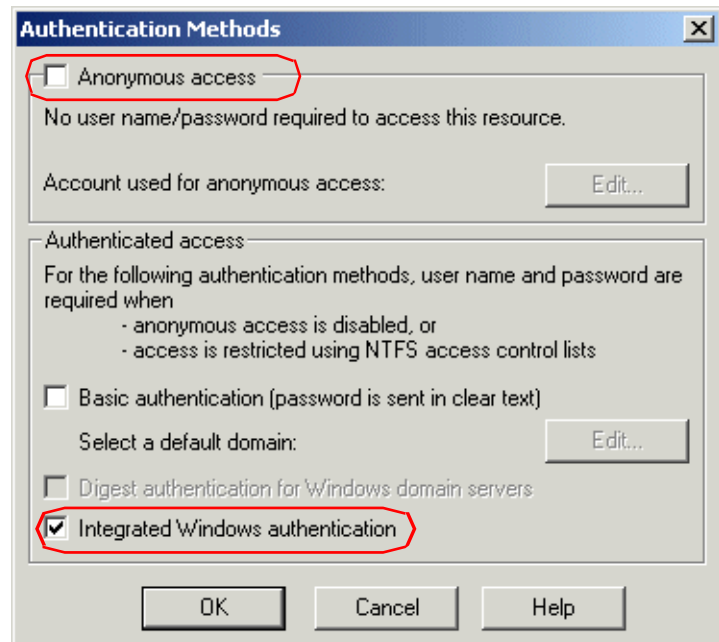 Authentication Methods
Anonymous access
No user name/password required to access this resource.
Account used for anonymous access:
Edit...
Authenticated access
For the following authentication methods, user name and password are
required when
- anonymous access is disabled, or
- access is restricted using NTFS access control lists
Basic authentication (password is sent in clear text)
Select a default domain:
Edit...
Digest authentication for Windows domain servers
Integrated Windows authentication
OK
Cancel
Help